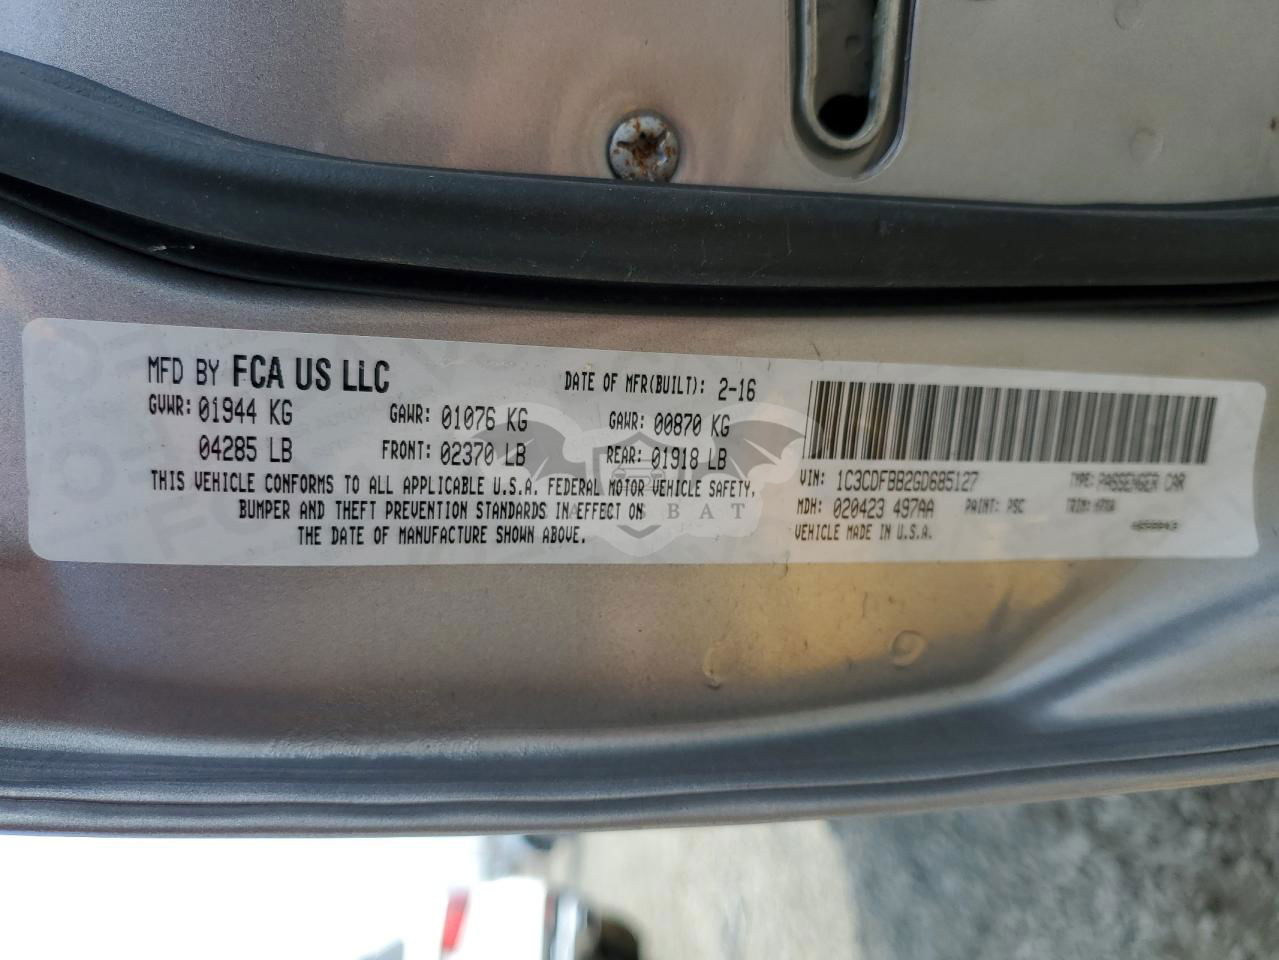 MFD BY FCA US LLC DATE OF MFR(BUILT): 2-16
GVWR: 01944 KG GAWR: 01076 KG GAWR: 00870 KG
04285 LB FRONT: 02370 LB REAR: 01918 LB
THIS VEHICLE CONFORMS TO ALL APPLICABLE U.S.A. FEDERAL MOTOR VEHICLE SAFETY,
BUMPER AND THEFT PREVENTION STANDARDS IN EFFECT ON
THE DATE OF MANUFACTURE SHOWN ABOVE.
VIN: 1C3CDFBB2GD685127 TYPE: PASSENGER CAR
MDH: 020423 497AA PAINT: PSC TRIM:
VEHICLE MADE IN U.S.A.